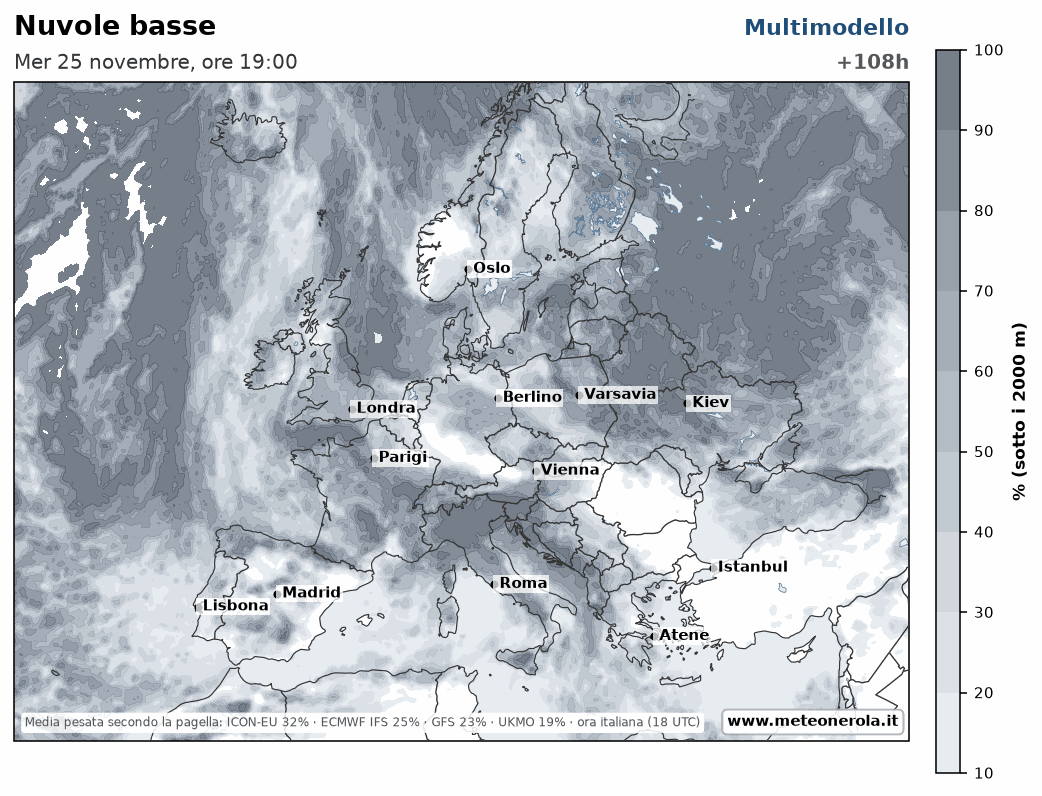 Nuvole basse
Multimodello
Mer 25 novembre, ore 19:00
+108h
Oslo
Londra
Berlino
Varsavia
Kiev
Parigi
Vienna
Istanbul
Madrid
Roma
Lisbona
Atene
Media pesata secondo la pagella: ICON-EU 32% · ECMWF IFS 25% · GFS 23% · UKMO 19% · ora italiana (18 UTC)
www.meteonerola.it
100
90
80
70
60
50
40
30
20
10
% (sotto i 2000 m)